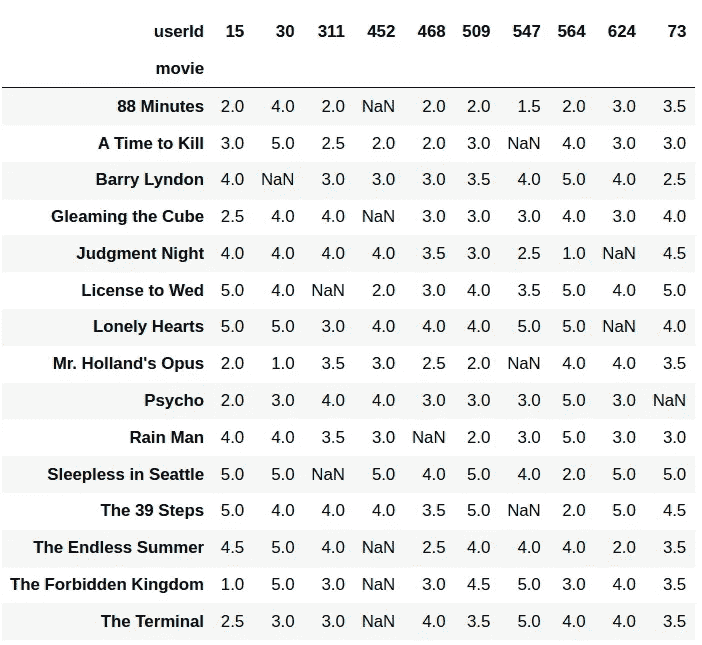 userId 15 30 311 452 468 509 547 564 624 73
movie
88 Minutes 2.0 4.0 2.0 NaN 2.0 2.0 1.5 2.0 3.0 3.5
A Time to Kill 3.0 5.0 2.5 2.0 2.0 3.0 NaN 4.0 3.0 3.0
Barry Lyndon 4.0 NaN 3.0 3.0 3.0 3.5 4.0 5.0 4.0 2.5
Gleaming the Cube 2.5 4.0 4.0 NaN 3.0 3.0 3.0 4.0 3.0 4.0
Judgment Night 4.0 4.0 4.0 4.0 3.5 3.0 2.5 1.0 NaN 4.5
License to Wed 5.0 4.0 NaN 2.0 3.0 4.0 3.5 5.0 4.0 5.0
Lonely Hearts 5.0 5.0 3.0 4.0 4.0 4.0 5.0 5.0 NaN 4.0
Mr. Holland's Opus 2.0 1.0 3.5 3.0 2.5 2.0 NaN 4.0 4.0 3.5
Psycho 2.0 3.0 4.0 4.0 3.0 3.0 3.0 5.0 3.0 NaN
Rain Man 4.0 4.0 3.5 3.0 NaN 2.0 3.0 5.0 3.0 3.0
Sleepless in Seattle 5.0 5.0 NaN 5.0 4.0 5.0 4.0 2.0 5.0 5.0
The 39 Steps 5.0 4.0 4.0 4.0 3.5 5.0 NaN 2.0 5.0 4.5
The Endless Summer 4.5 5.0 4.0 NaN 2.5 4.0 4.0 4.0 2.0 3.5
The Forbidden Kingdom 1.0 5.0 3.0 NaN 3.0 4.5 5.0 3.0 4.0 3.5
The Terminal 2.5 3.0 3.0 NaN 4.0 3.5 5.0 4.0 4.0 3.5